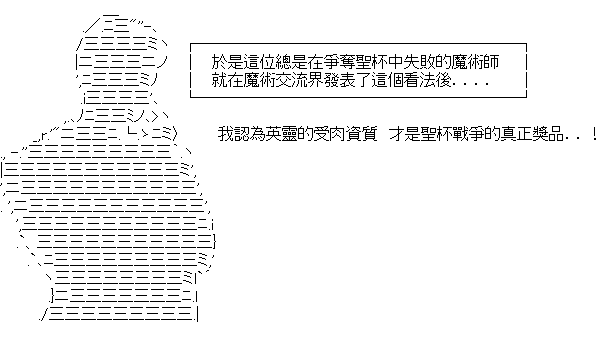 於是這位總是在爭奪聖杯中失敗的魔術師
就在魔術交流界發表了這個看法後....
我認為英靈的受肉資質 才是聖杯戰爭的真正獎品..！